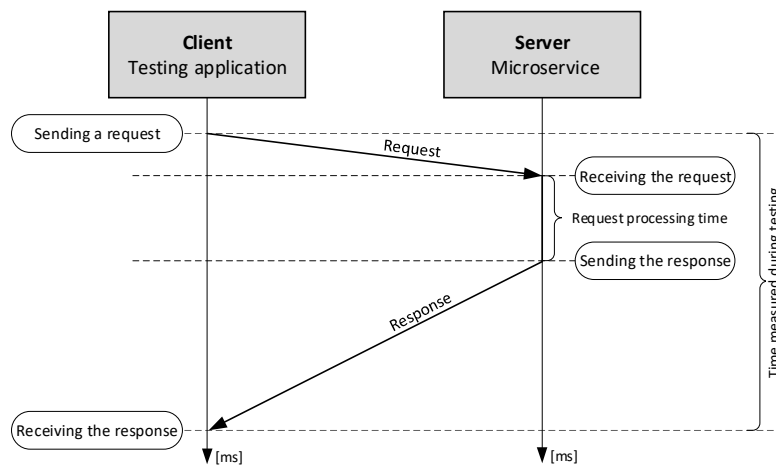 Client
Testing application
Server
Microservice
Sending a request
Request
Receiving the request
Request processing time
Sending the response
Response
Time measured during testing
Receiving the response
[ms]
[ms]